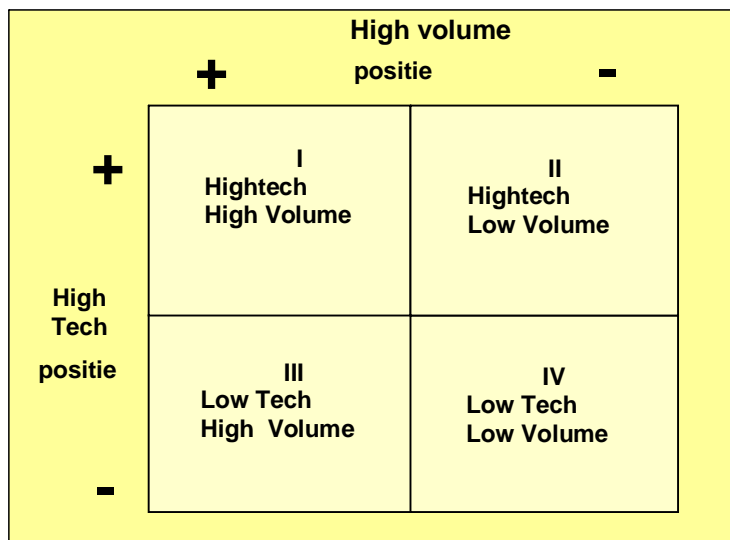 High volume
positie
+ -
+
I
Hightech
High Volume
II
Hightech
Low Volume
High
Tech
positie
III
Low Tech
High Volume
IV
Low Tech
Low Volume
-